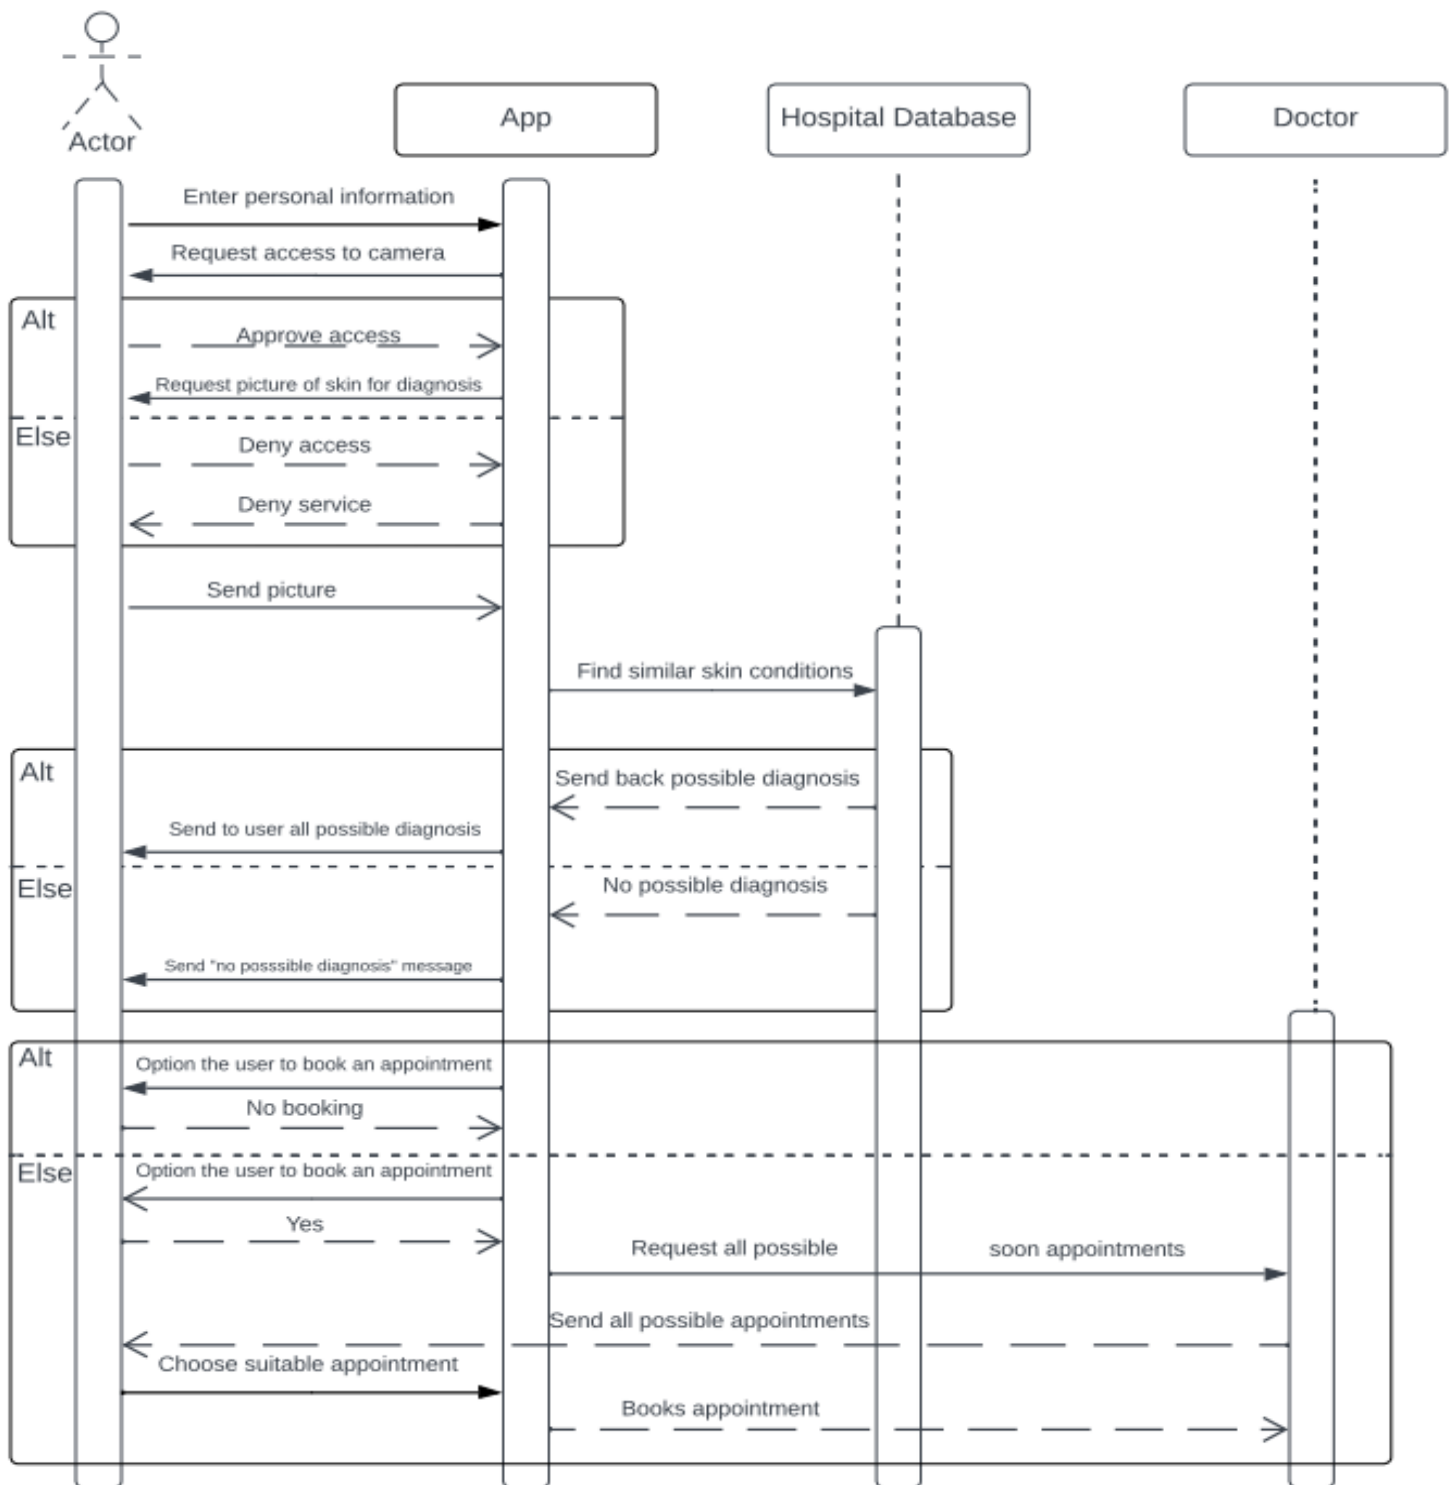 Actor
App
Hospital Database
Doctor
Enter personal information
Request access to camera
Alt
Approve access
Request picture of skin for diagnosis
Else
Deny access
Deny service
Send picture
Find similar skin conditions
Alt
Send back possible diagnosis
Send to user all possible diagnosis
Else
No possible diagnosis
Send "no posssible diagnosis" message
Alt
Option the user to book an appointment
No booking
Else
Option the user to book an appointment
Yes
Request all possible soon appointments
Send all possible appointments
Choose suitable appointment
Books appointment